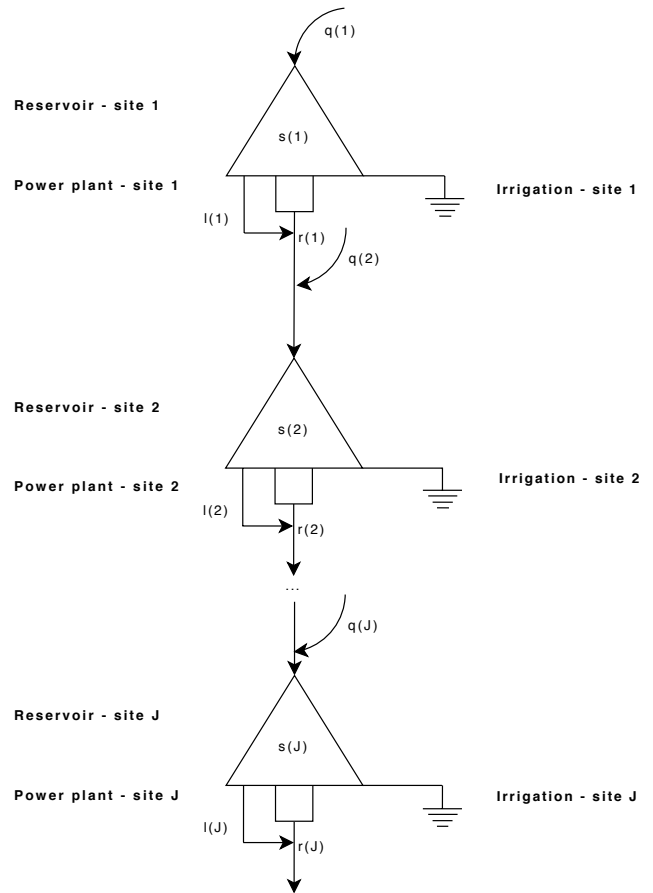 q(1)
Reservoir - site 1
s(1)
Power plant - site 1
Irrigation - site 1
l(1)
r(1)
q(2)
Reservoir - site 2
s(2)
Power plant - site 2
Irrigation - site 2
l(2)
r(2)
...
q(J)
Reservoir - site J
s(J)
Power plant - site J
Irrigation - site J
l(J)
r(J)